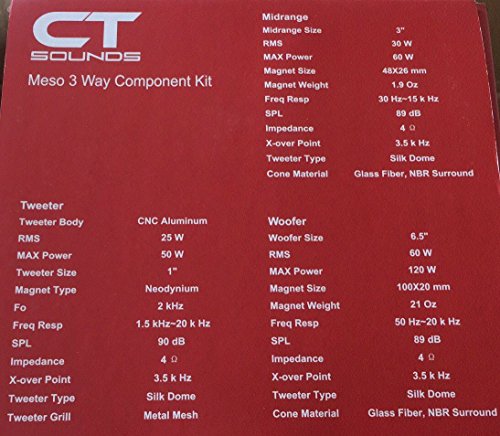 CT
SOUNDS
Meso 3 Way Component Kit
Midrange
Midrange Size 3"
RMS 30 W
MAX Power 60 W
Magnet Size 48X26 mm
Magnet Weight 1.9 Oz
Freq Resp 30 Hz~15 k Hz
SPL 89 dB
Impedance 4 Ω
X-over Point 3.5 k Hz
Tweeter Type Silk Dome
Cone Material Glass Fiber, NBR Surround
Tweeter
Tweeter Body CNC Aluminum
RMS 25 W
MAX Power 50 W
Tweeter Size 1"
Magnet Type Neodynium
Fo 2 kHz
Freq Resp 1.5 kHz~20 k Hz
SPL 90 dB
Impedance 4 Ω
X-over Point 3.5 k Hz
Tweeter Type Silk Dome
Tweeter Grill Metal Mesh
Woofer
Woofer Size 6.5"
RMS 60 W
MAX Power 120 W
Magnet Size 100X20 mm
Magnet Weight 21 Oz
Freq Resp 50 Hz~20 k Hz
SPL 89 dB
Impedance 4 Ω
X-over Point 3.5 k Hz
Tweeter Type Silk Dome
Cone Material Glass Fiber, NBR Surround